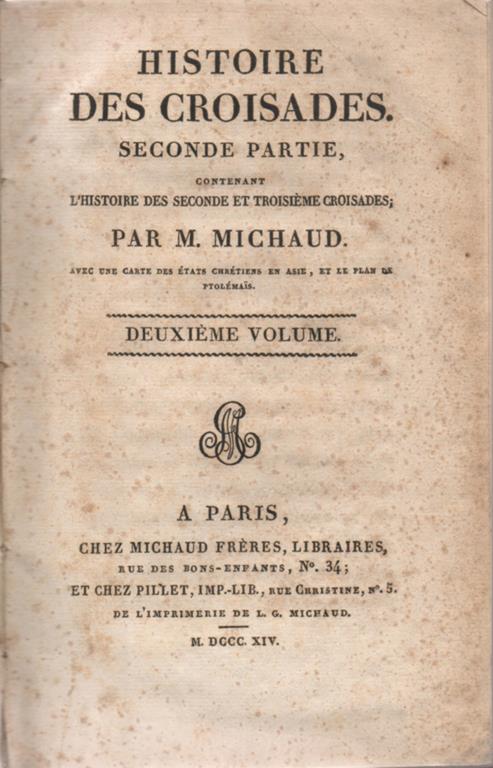 HISTOIRE
DES CROISADES.
SECONDE PARTIE,
CONTENANT
L'HISTOIRE DES SECONDE ET TROISIÈME CROISADES;
PAR M. MICHAUD.
AVEC UNE CARTE DES ÉTATS CHRÉTIENS EN ASIE, ET LE PLAN DE
PTOLÉMAÏS.
DEUXIÈME VOLUME.
A PARIS,
CHEZ MICHAUD FRÈRES, LIBRAIRES,
RUE DES BONS-ENFANTS, Nº. 34;
ET CHEZ PILLET, IMP.-LIB., RUE CHRISTINE, Nº. 5.
DE L'IMPRIMERIE DE L. G. MICHAUD.
M. DCCC. XIV.